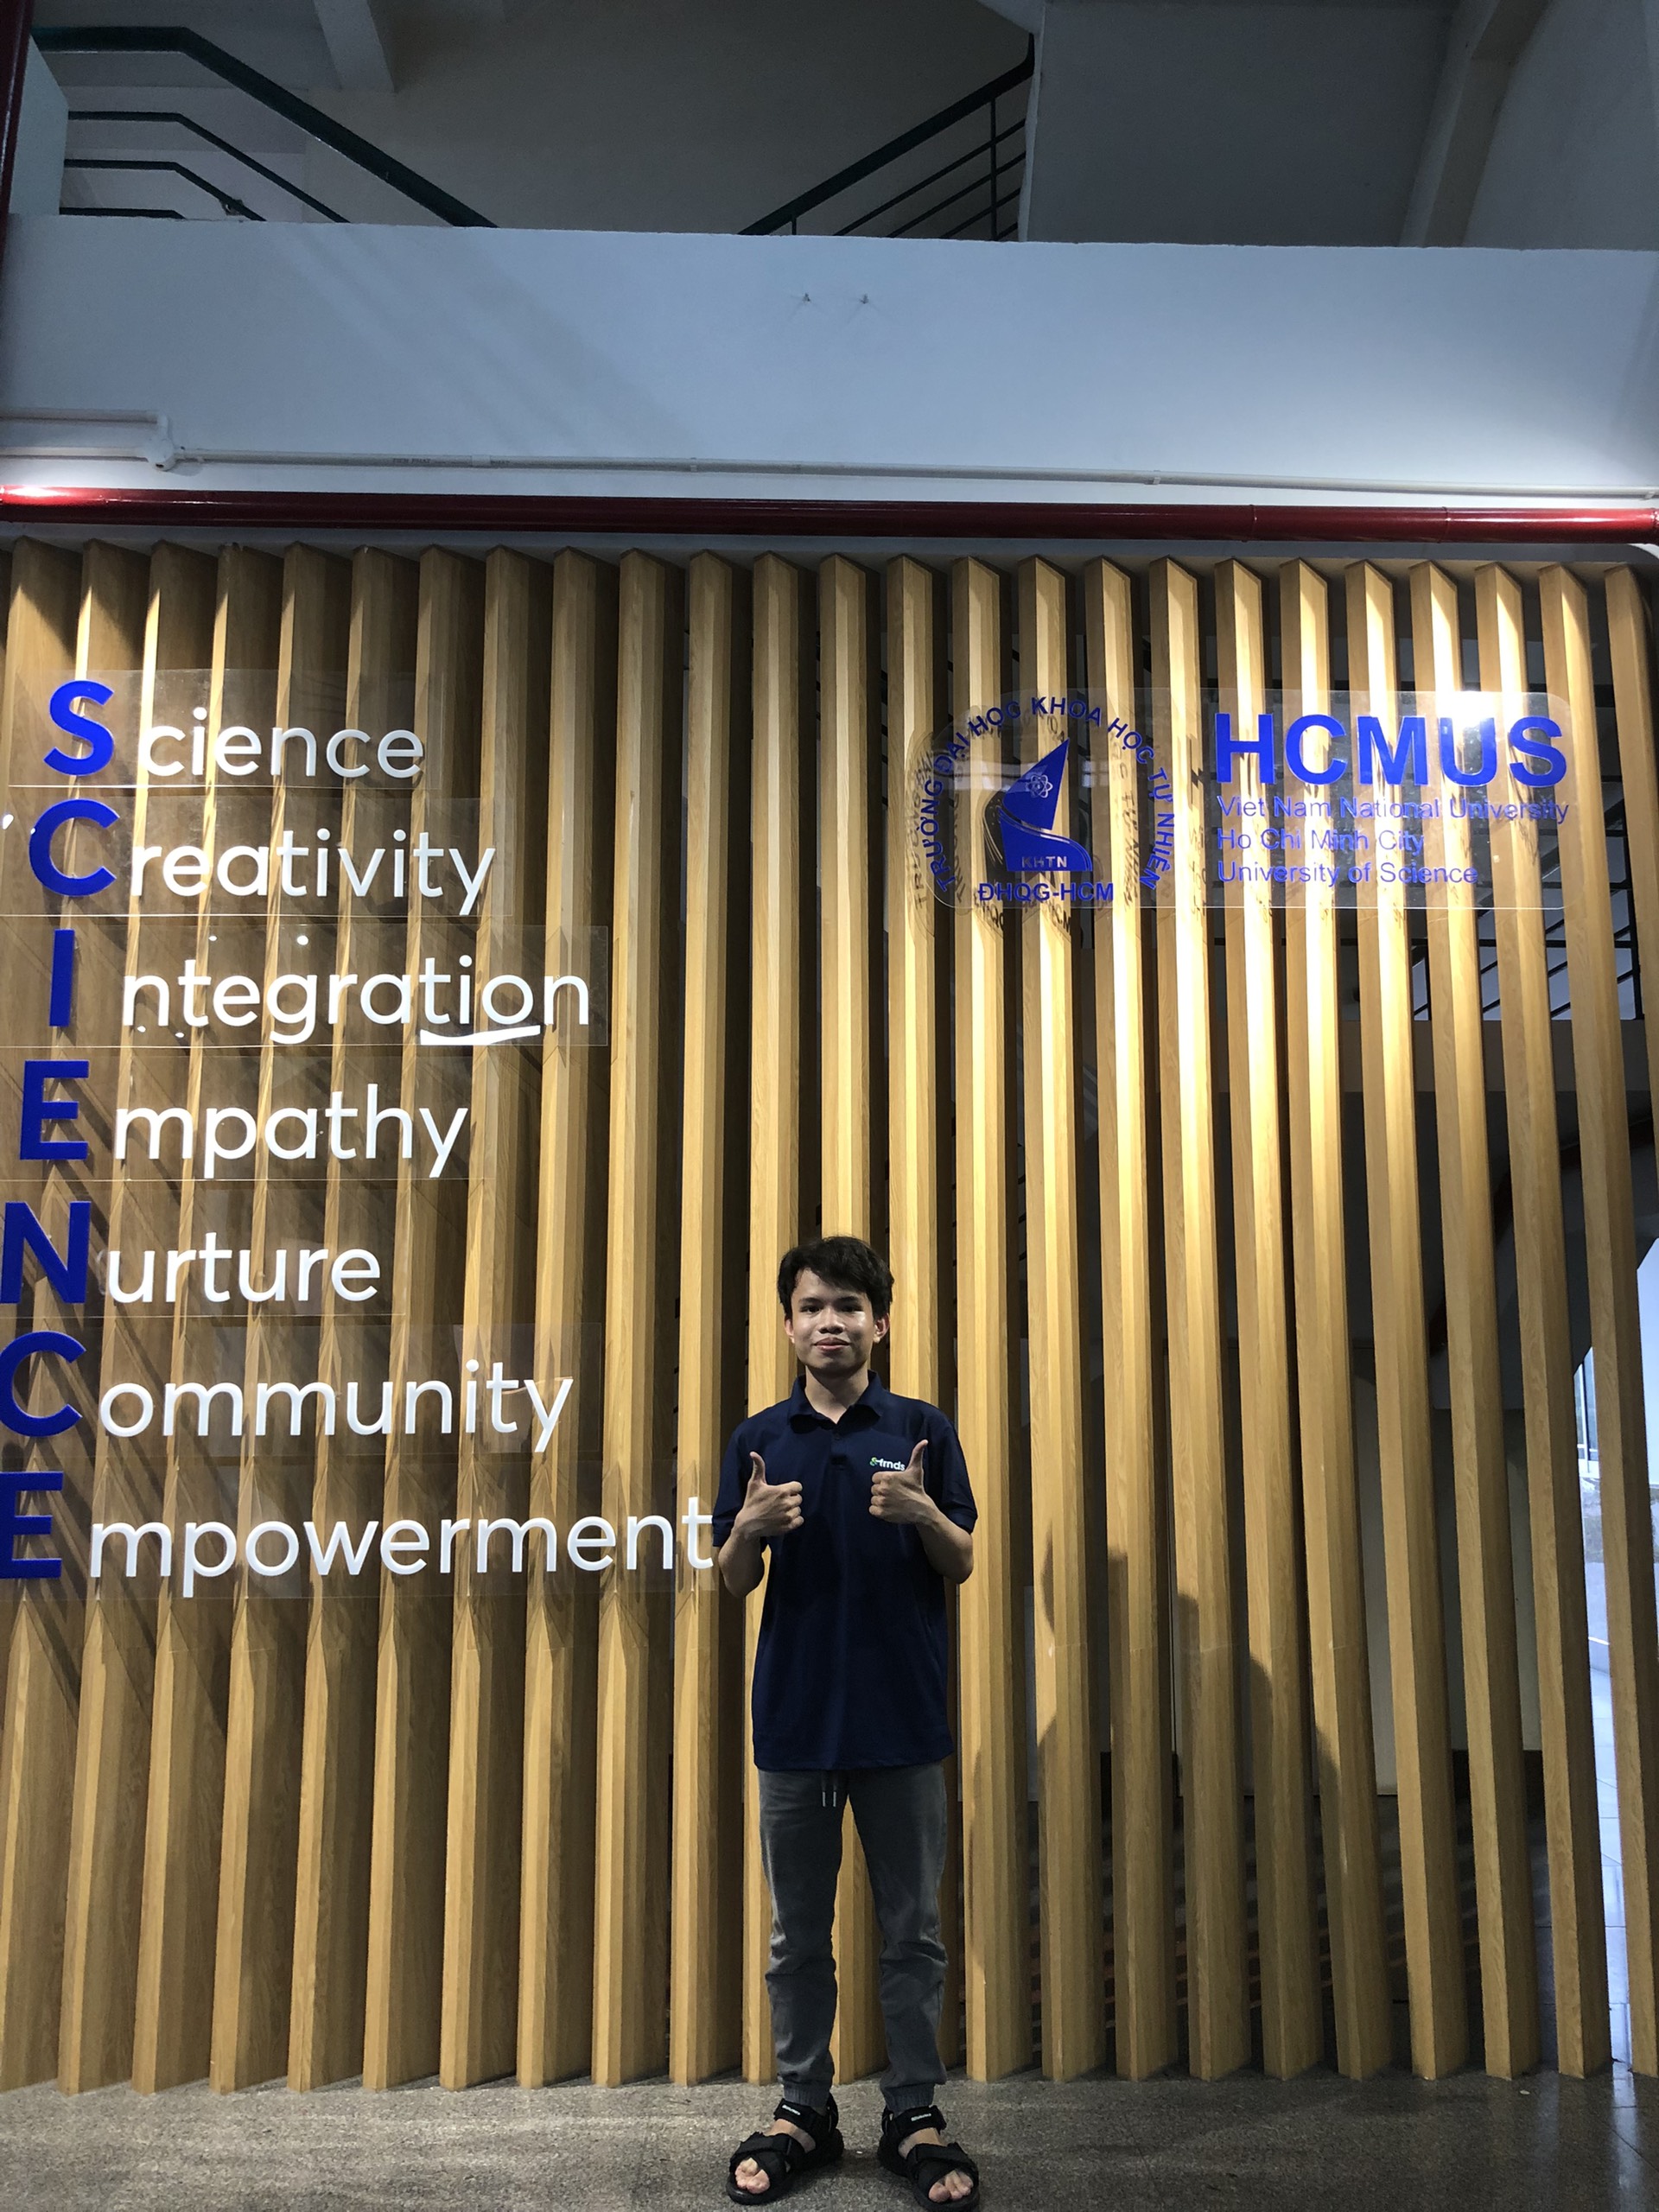 Science
Creativity
Integration
Empathy
Nurture
Community
Empowerment
TRƯỜNG ĐẠI HỌC KHOA HỌC TỰ NHIÊN
KHTN
ĐHQG-HCM
HCMUS
Viet Nam National University
Ho Chi Minh City
University of Science